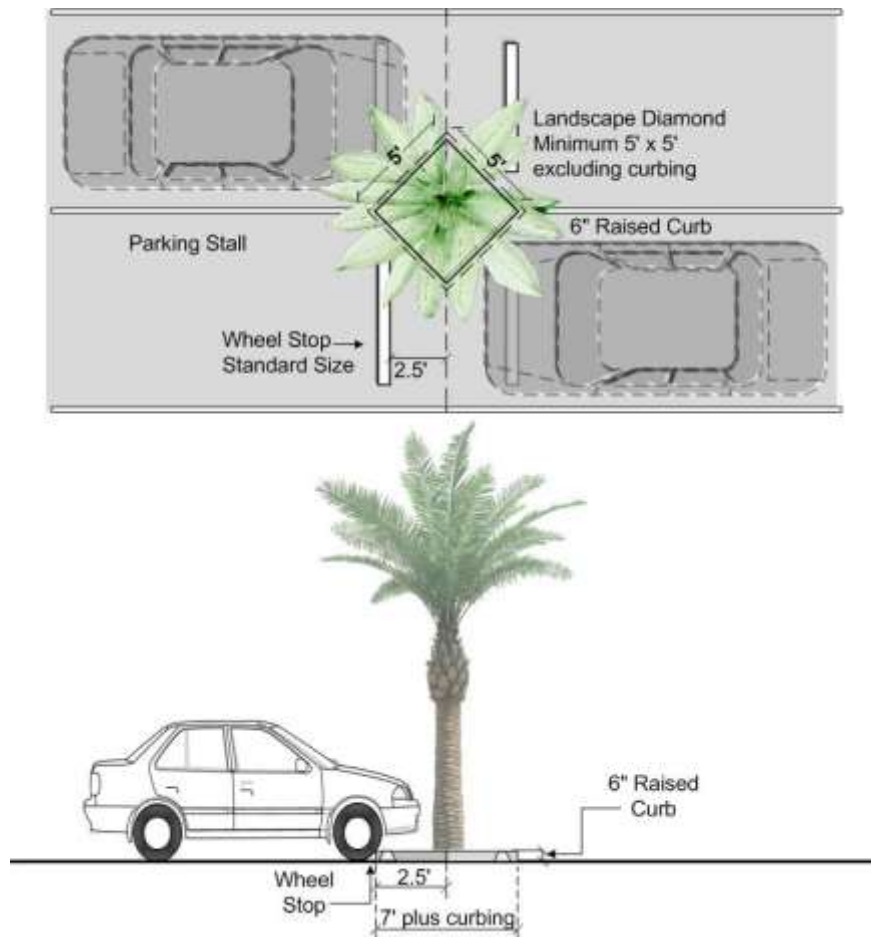 Landscape Diamond
Minimum 5' x 5'
excluding curbing
5'
5'
6" Raised Curb
Parking Stall
Wheel Stop
Standard Size
2.5'
6" Raised
Curb
Wheel
Stop
2.5'
7' plus curbing